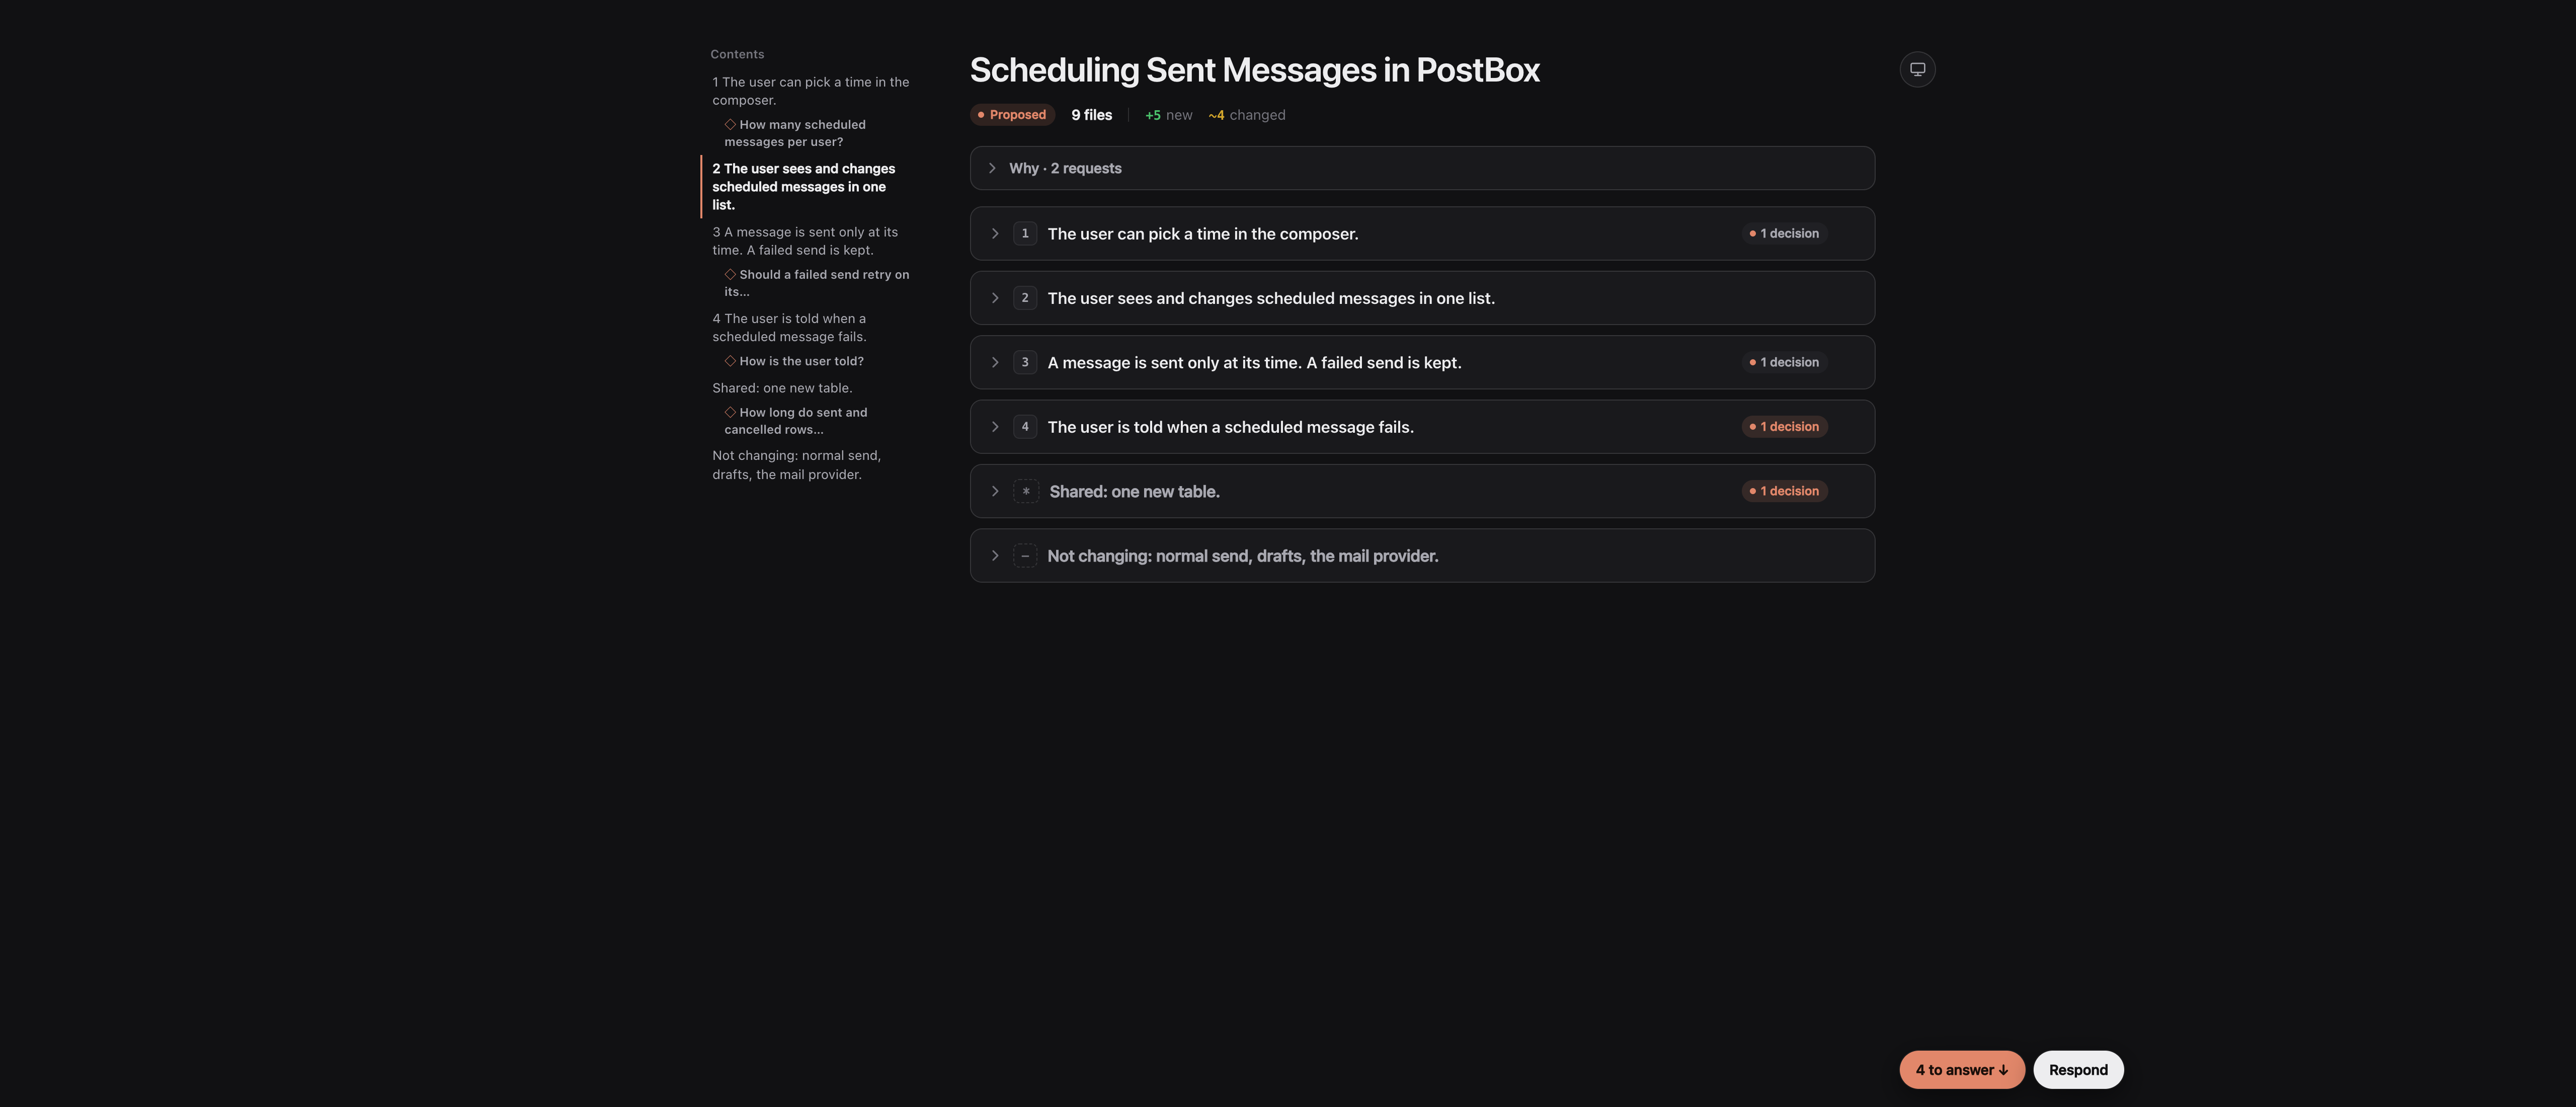 Contents
1 The user can pick a time in the
composer.
◇ How many scheduled
messages per user?
2 The user sees and changes
scheduled messages in one
list.
3 A message is sent only at its
time. A failed send is kept.
◇ Should a failed send retry on
its...
4 The user is told when a
scheduled message fails.
◇ How is the user told?
Shared: one new table.
◇ How long do sent and
cancelled rows...
Not changing: normal send,
drafts, the mail provider.
Scheduling Sent Messages in PostBox
Proposed 9 files +5 new ~4 changed
Why · 2 requests
1 The user can pick a time in the composer. 1 decision
2 The user sees and changes scheduled messages in one list.
3 A message is sent only at its time. A failed send is kept. 1 decision
4 The user is told when a scheduled message fails. 1 decision
* Shared: one new table. 1 decision
– Not changing: normal send, drafts, the mail provider.
4 to answer ↓ Respond